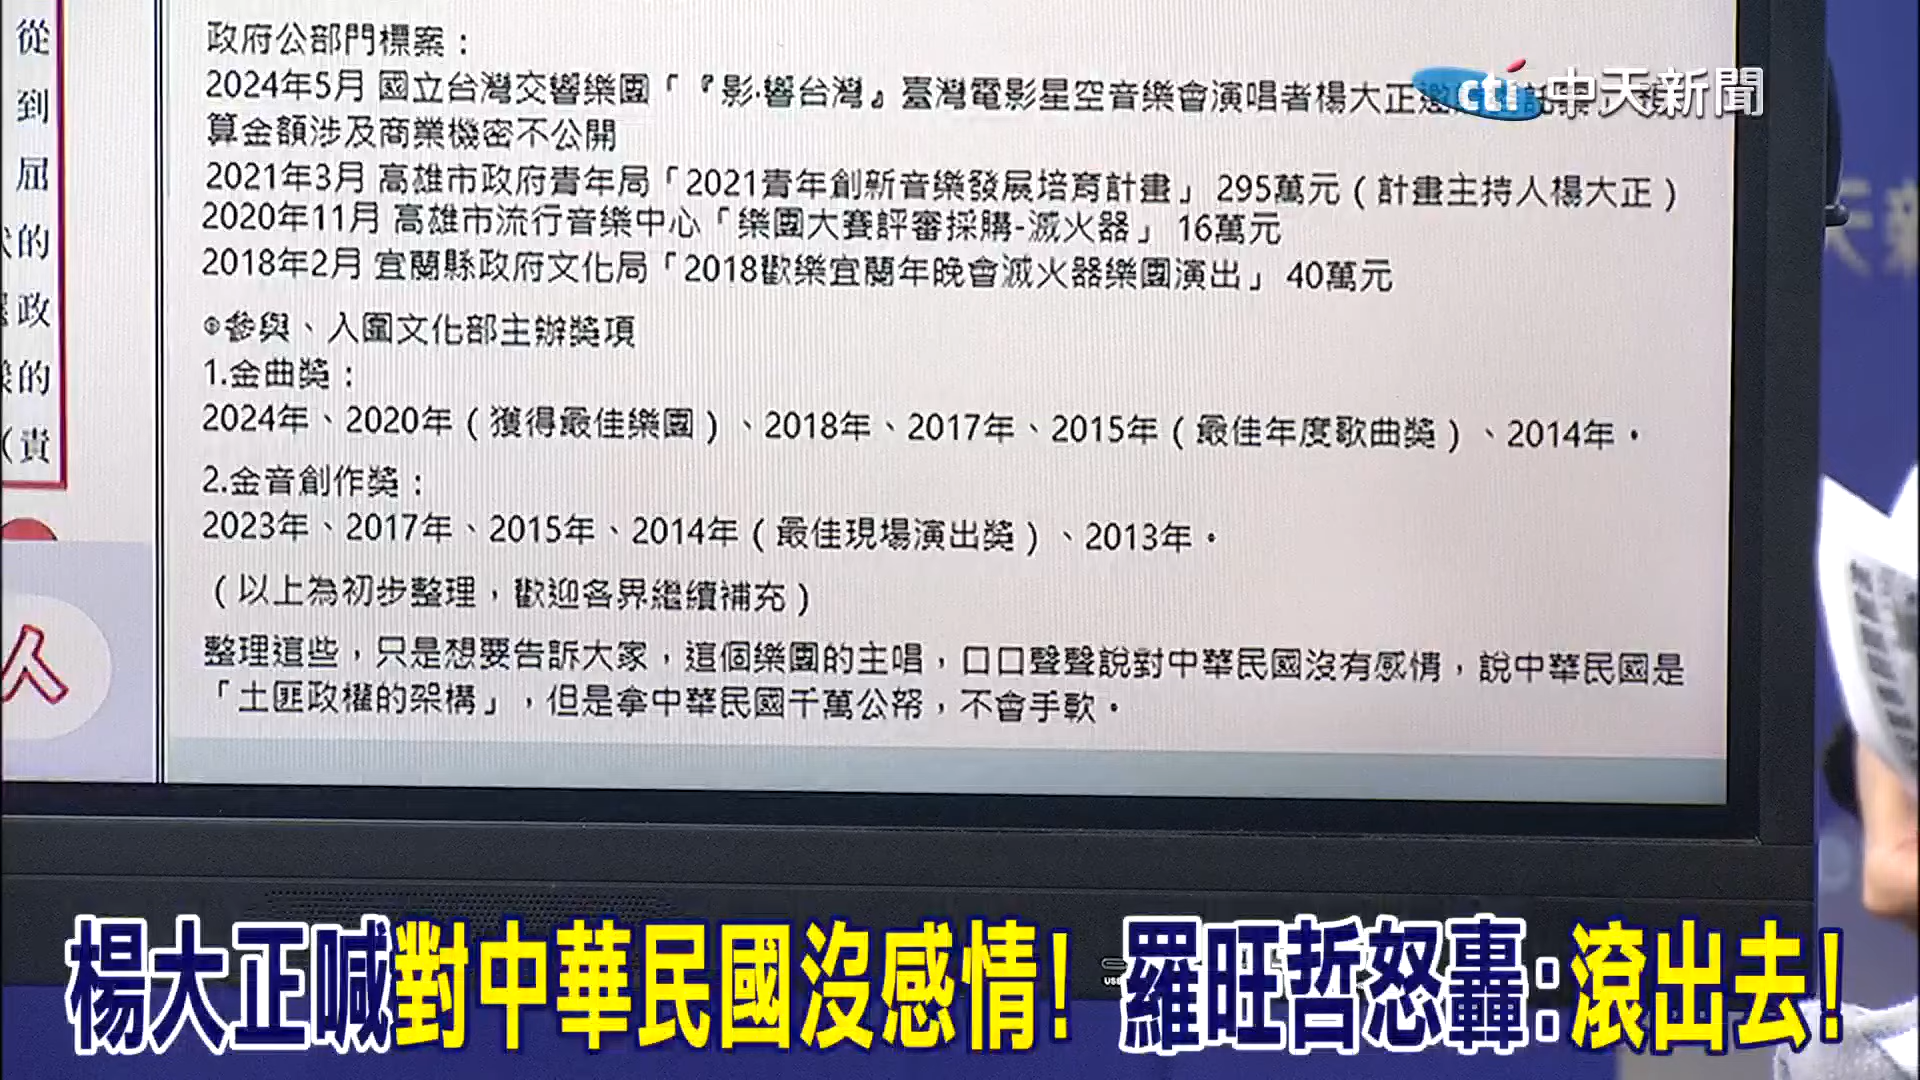 從
到
屈
的
政
的
（責
人
政府公部門標案：
2024年5月 國立台灣交響樂團「『影‧響台灣』臺灣電影星空音樂會演唱者楊大正邀
算金額涉及商業機密不公開
2021年3月 高雄市政府青年局「2021青年創新音樂發展培育計畫」 295萬元（計畫主持人楊大正）
2020年11月 高雄市流行音樂中心「樂團大賽評審採購-滅火器」 16萬元
2018年2月 宜蘭縣政府文化局「2018歡樂宜蘭年晚會滅火器樂團演出」 40萬元
◎參與、入圍文化部主辦獎項
1.金曲獎：
2024年、2020年（獲得最佳樂團）、2018年、2017年、2015年（最佳年度歌曲獎）、2014年。
2.金音創作獎：
2023年、2017年、2015年、2014年（最佳現場演出獎）、2013年。
（以上為初步整理，歡迎各界繼續補充）
整理這些，只是想要告訴大家，這個樂團的主唱，口口聲聲說對中華民國沒有感情，說中華民國是
「土匪政權的架構」，但是拿中華民國千萬公帑，不會手軟。
cti 中天新聞
天新
USB
楊大正喊對中華民國沒感情! 羅旺哲怒轟:滾出去!